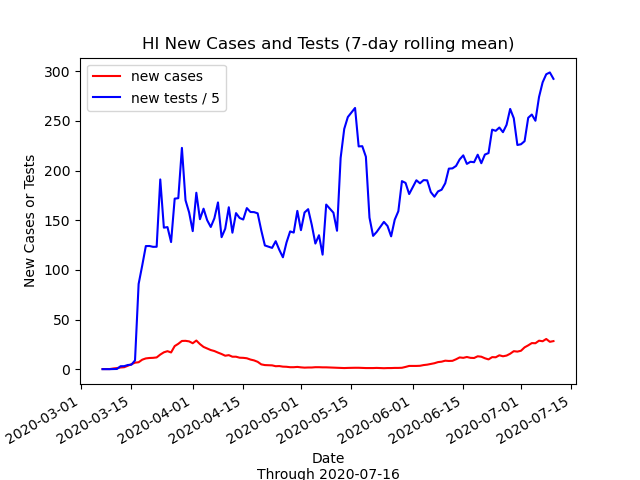 HI New Cases and Tests (7-day rolling mean)
new cases
new tests / 5
New Cases or Tests
300
250
200
150
100
50
0
2020-03-01
2020-03-15
2020-04-01
2020-04-15
2020-05-01
2020-05-15
2020-06-01
2020-06-15
2020-07-01
2020-07-15
Date
Through 2020-07-16